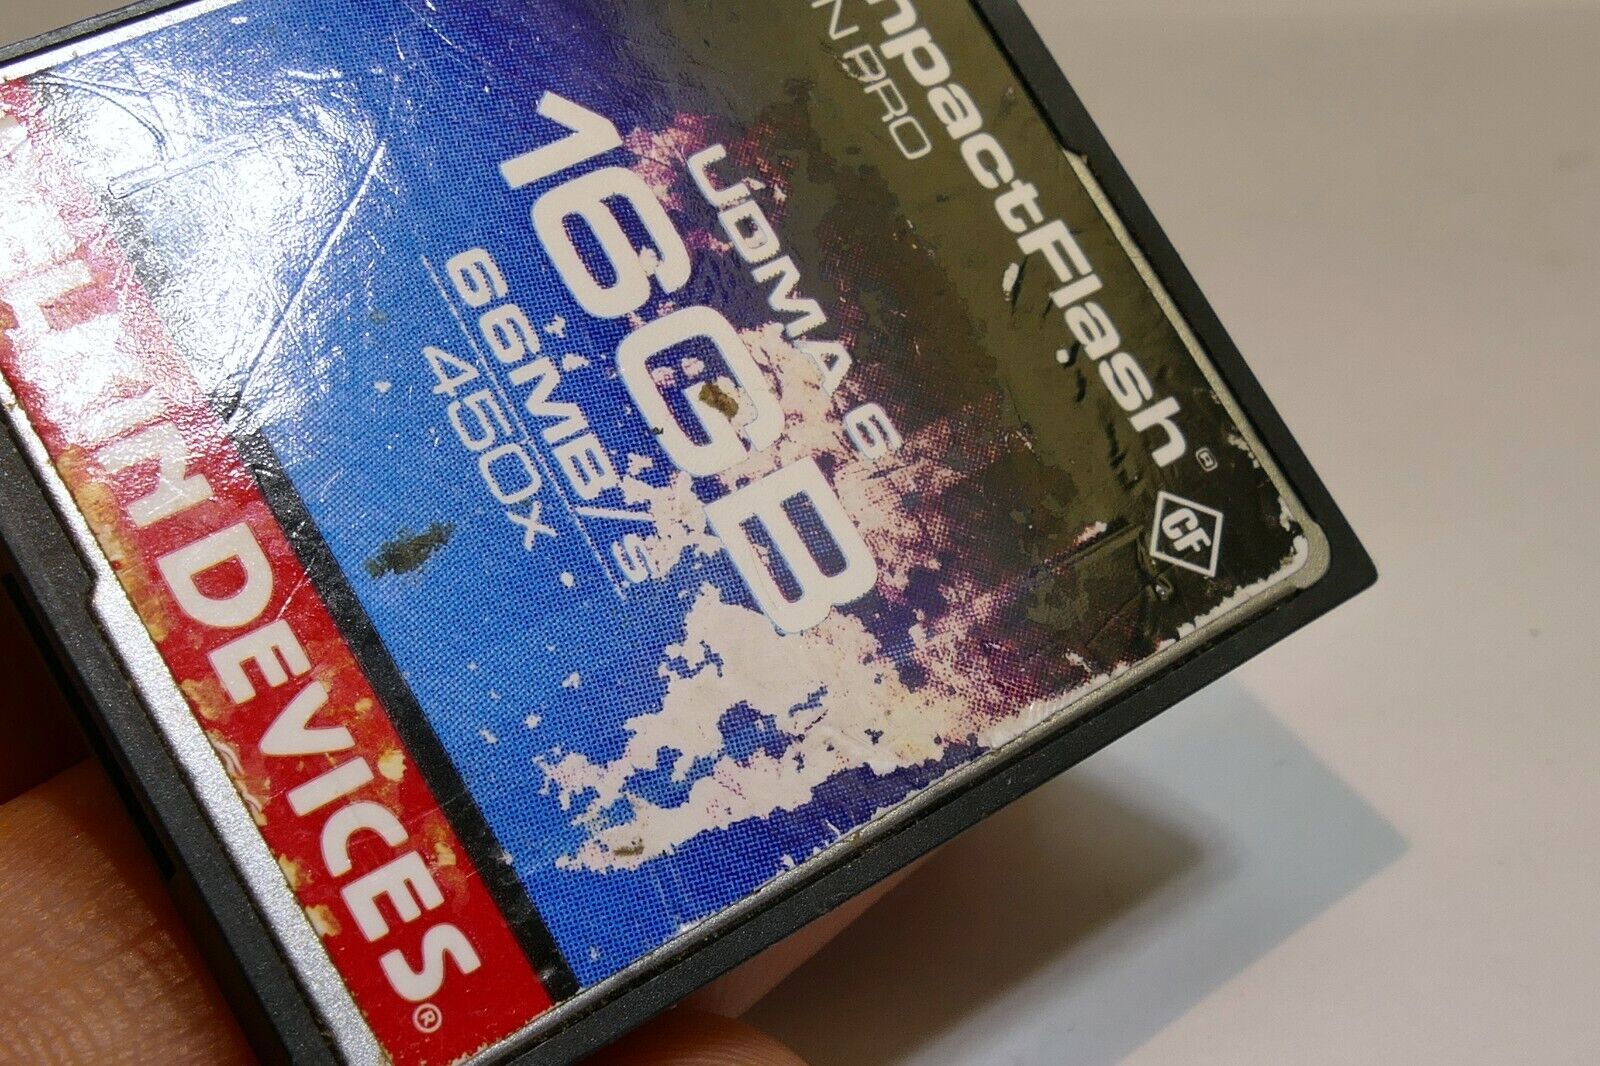 mpactFlash®
N PRO
CF
UDMA 6
16GB
66MB/s
450x
DEVICES®